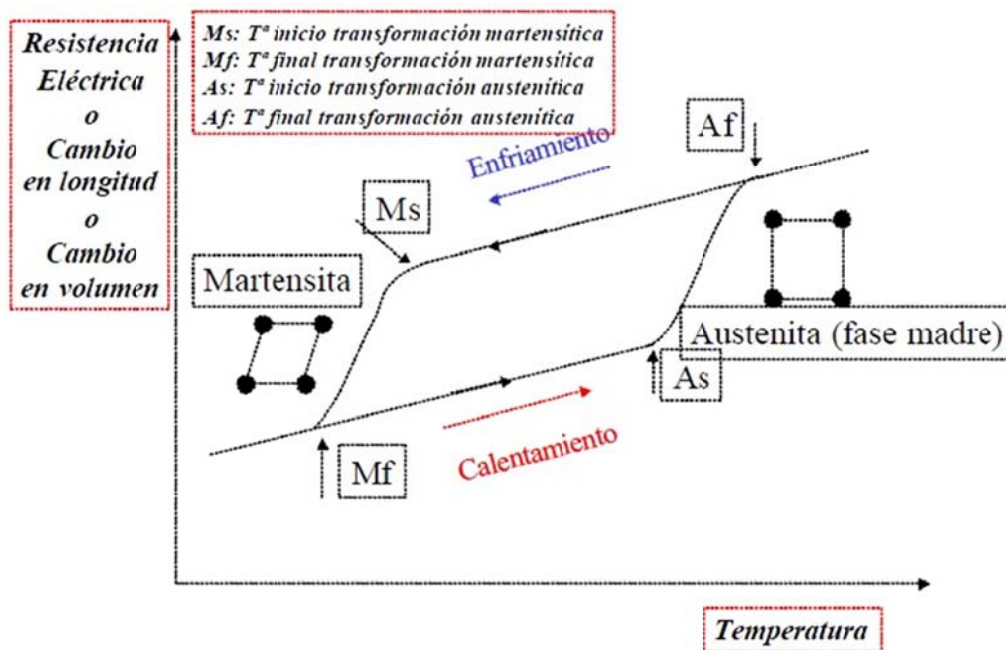 Resistencia
Eléctrica
o
Cambio
en longitud
o
Cambio
en volumen
Ms: Tª inicio transformación martensítica
Mf: Tª final transformación martensítica
As: Tª inicio transformación austenítica
Af: Tª final transformación austenítica
Enfriamiento
Af
Ms
Martensita
Austenita (fase madre)
As
Calentamiento
Mf
Temperatura